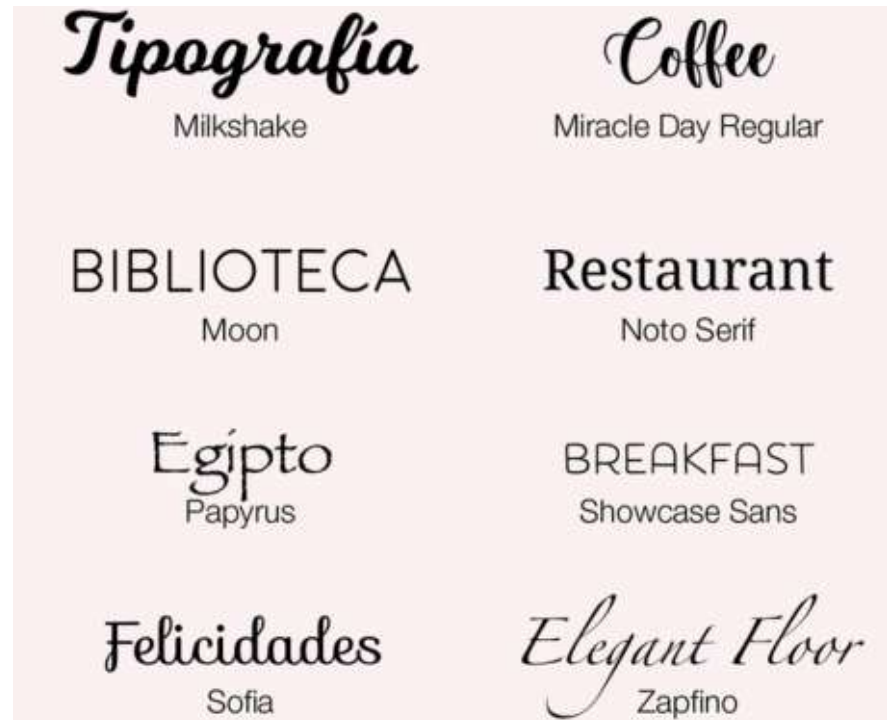 Tipografía
Milkshake
Coffee
Miracle Day Regular
BIBLIOTECA
Moon
Restaurant
Noto Serif
Egipto
Papyrus
BREAKFAST
Showcase Sans
Felicidades
Sofia
Elegant Floor
Zapfino